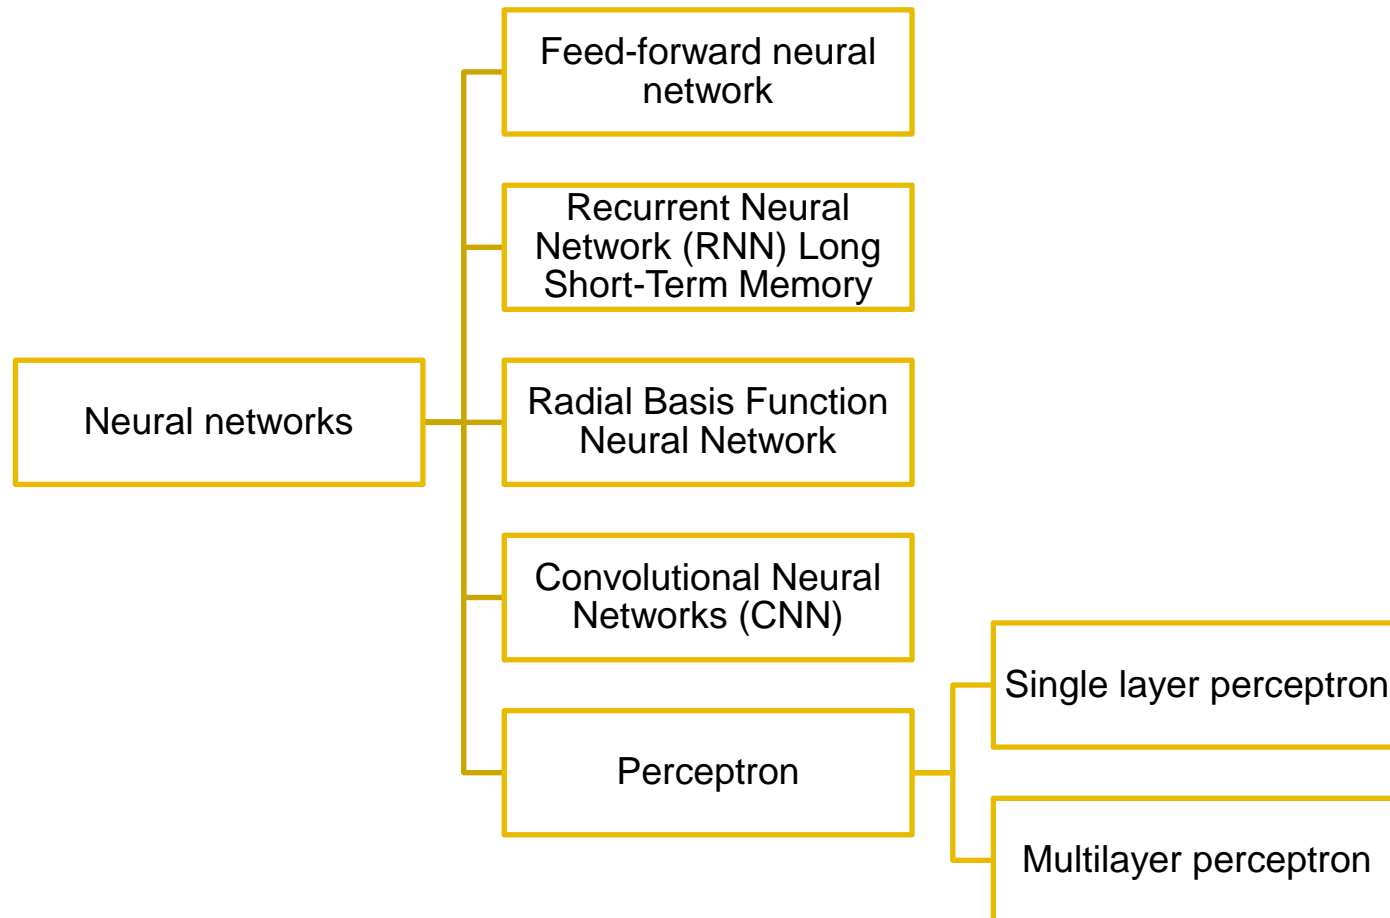 Feed-forward neural
network
Recurrent Neural
Network (RNN) Long
Short-Term Memory
Neural networks
Radial Basis Function
Neural Network
Convolutional Neural
Networks (CNN)
Single layer perceptron
Perceptron
Multilayer perceptron